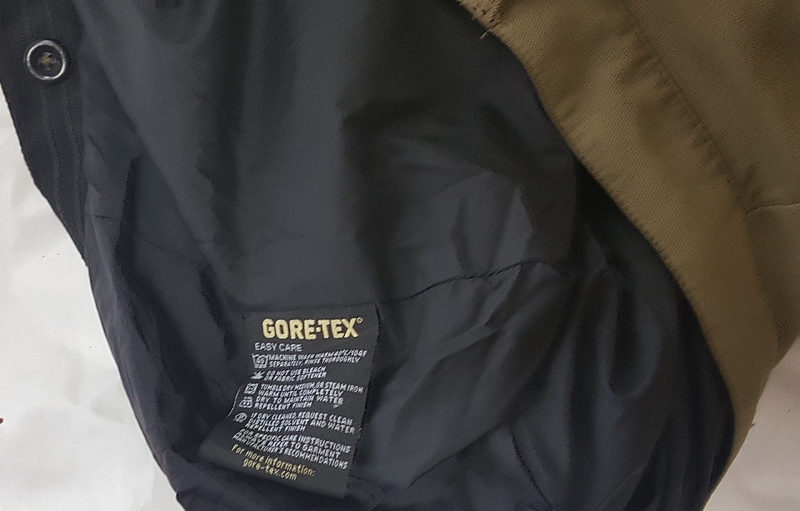 GORE-TEX®
EASY CARE
MACHINE WASH WARM 40°C/104F
SEPARATELY, RINSE THOROUGHLY
DO NOT USE BLEACH
OR FABRIC SOFTENER
TUMBLE DRY MEDIUM, OR STEAM IRON
WARM UNTIL COMPLETELY
DRY TO MAINTAIN WATER
REPELLENT FINISH
IF DRY CLEANED, REQUEST CLEAN
DISTILLED SOLVENT AND WATER
REPELLENT FINISH
FOR SPECIFIC CARE INSTRUCTIONS
REFER TO GARMENT
MANUFACTURER'S RECOMMENDATIONS
For more information:
gore-tex.com